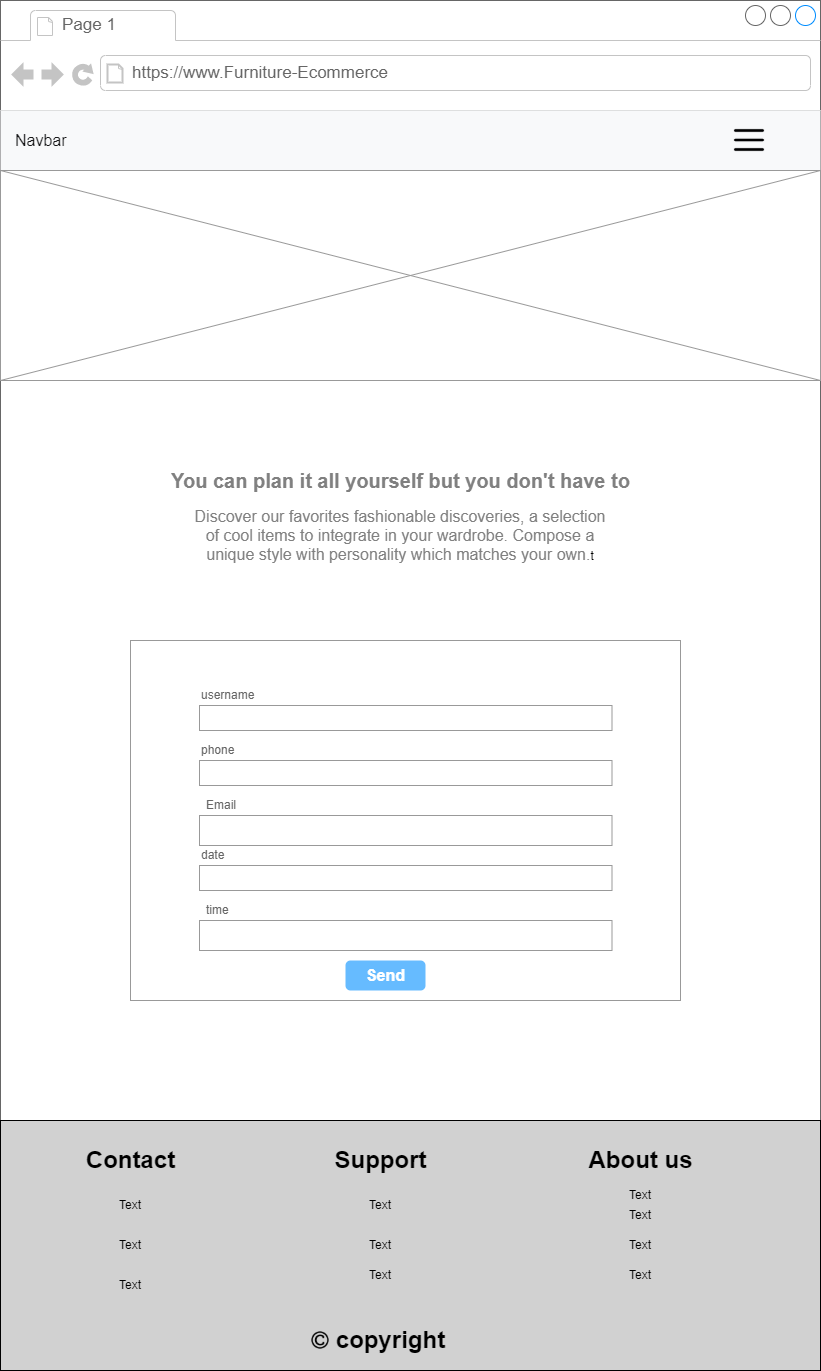 Page 1
https://www.Furniture-Ecommerce
Navbar
You can plan it all yourself but you don't have to
Discover our favorites fashionable discoveries, a selection
of cool items to integrate in your wardrobe. Compose a
unique style with personality which matches your own.t
username
phone
Email
date
time
Send
Contact Support About us
Text Text Text
Text
Text Text Text
Text Text Text
© copyright